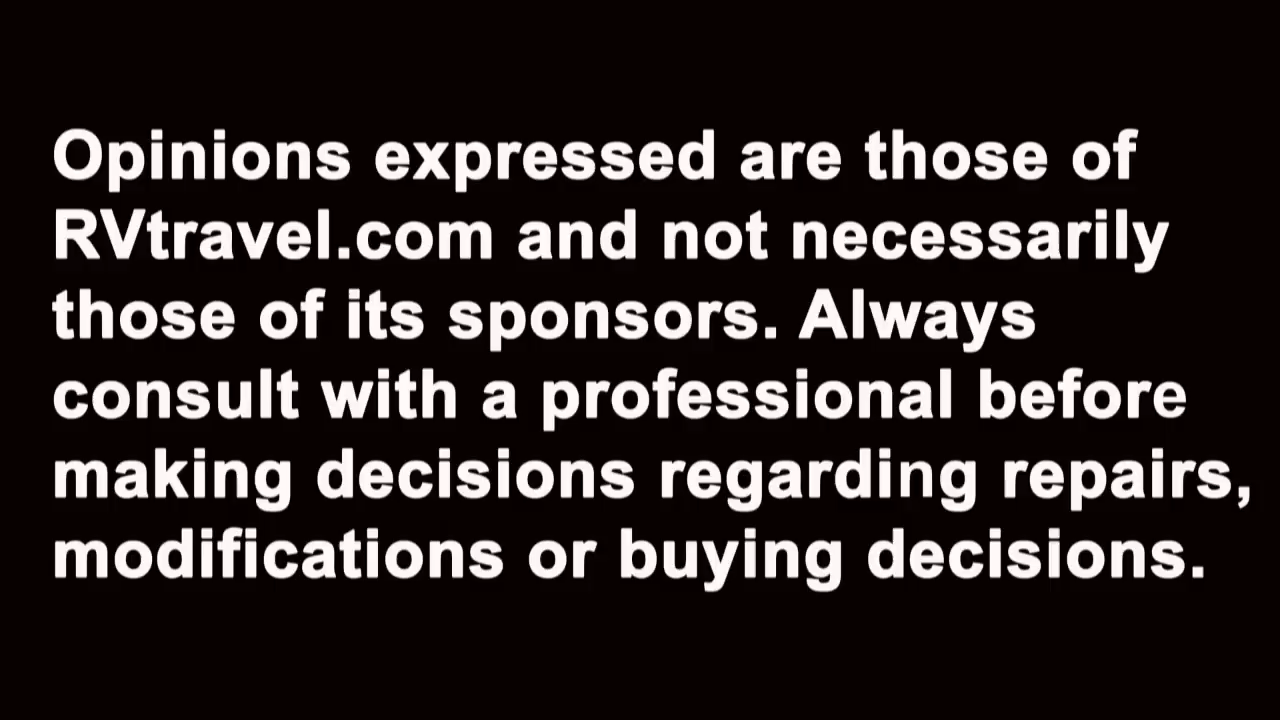 Opinions expressed are those of
RVtravel.com and not necessarily
those of its sponsors. Always
consult with a professional before
making decisions regarding repairs,
modifications or buying decisions.